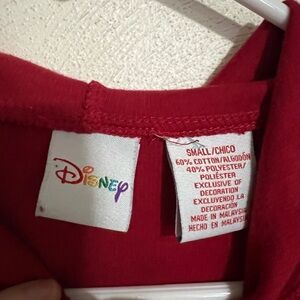 Disney
SMALL/CHICO
60% COTTON/ALGODÓN
40% POLYESTER/
POLIÉSTER
EXCLUSIVE OF
DECORATION
EXCLUYENDO LA
DECORACIÓN
MADE IN MALAYSIA
HECHO EN MALAYSIA